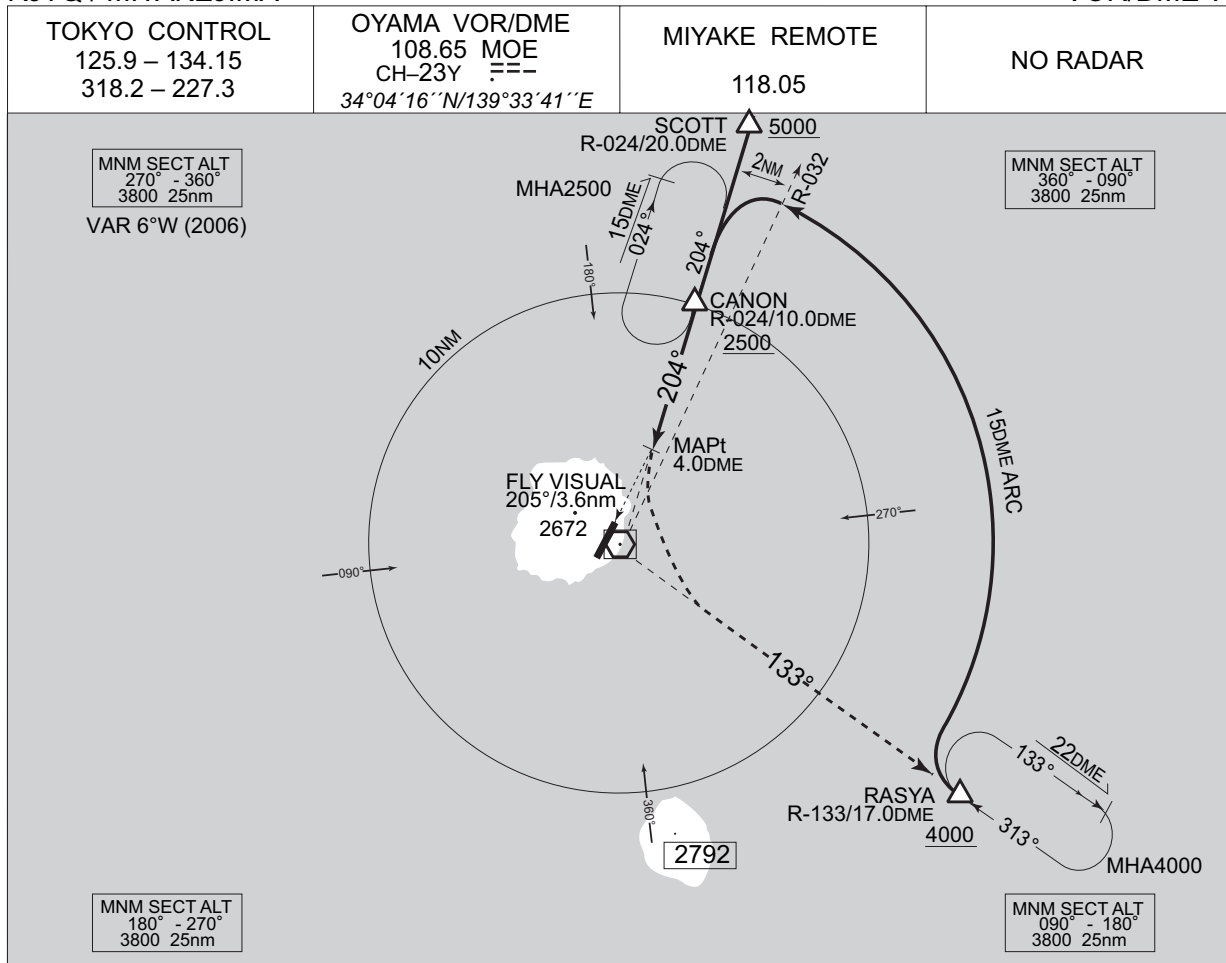 TOKYO CONTROL
125.9 – 134.15
318.2 – 227.3
OYAMA VOR/DME
108.65 MOE
CH–23Y
34°04´16´´N/139°33´41´´E
MIYAKE REMOTE
118.05
NO RADAR
MNM SECT ALT
270° - 360°
3800 25nm
VAR 6°W (2006)
SCOTT
R-024/20.0DME
5000
MHA2500
15DME
024°
2NM
R-032
MNM SECT ALT
360° - 090°
3800 25nm
180°
204°
CANON
R-024/10.0DME
2500
10NM
204°
MAPt
4.0DME
15DME ARC
FLY VISUAL
205°/3.6nm
2672
270°
090°
133°
22DME
133°
RASYA
R-133/17.0DME
4000
313°
MHA4000
360°
2792
MNM SECT ALT
180° - 270°
3800 25nm
MNM SECT ALT
090° - 180°
3800 25nm